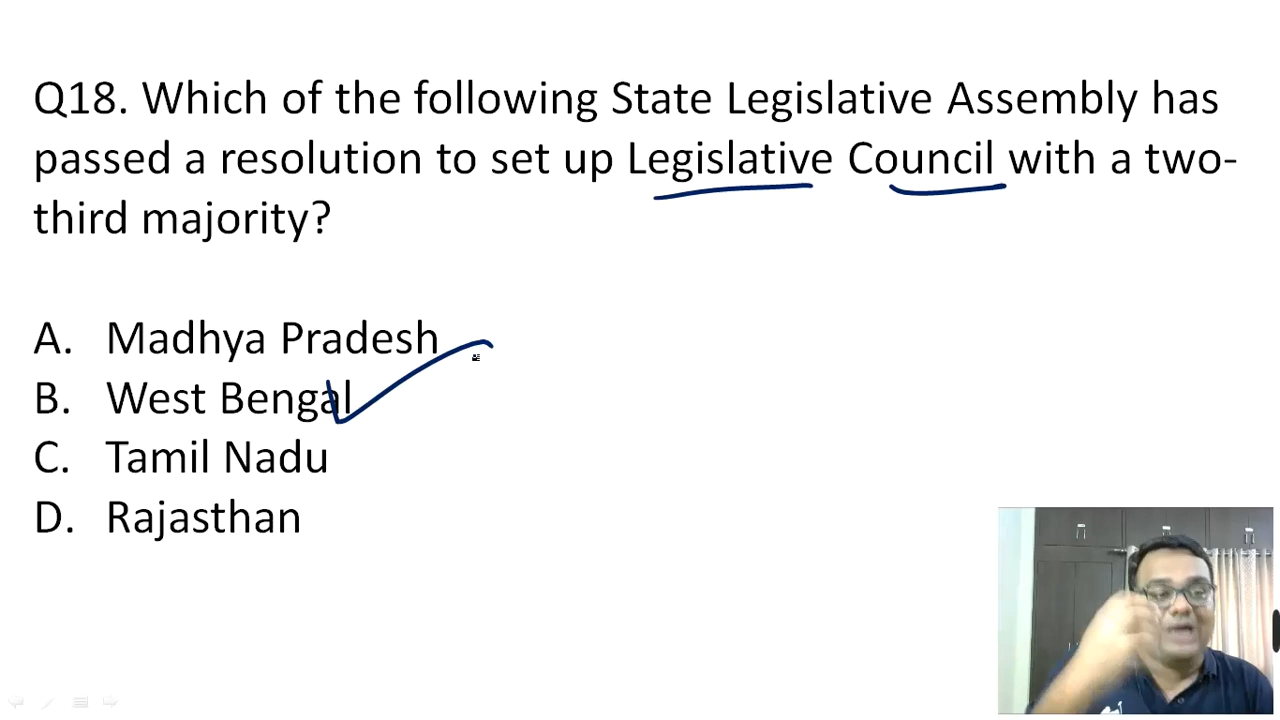 Q18. Which of the following State Legislative Assembly has
passed a resolution to set up Legislative Council with a two-
third majority?
A. Madhya Pradesh
B. West Bengal
C. Tamil Nadu
D. Rajasthan